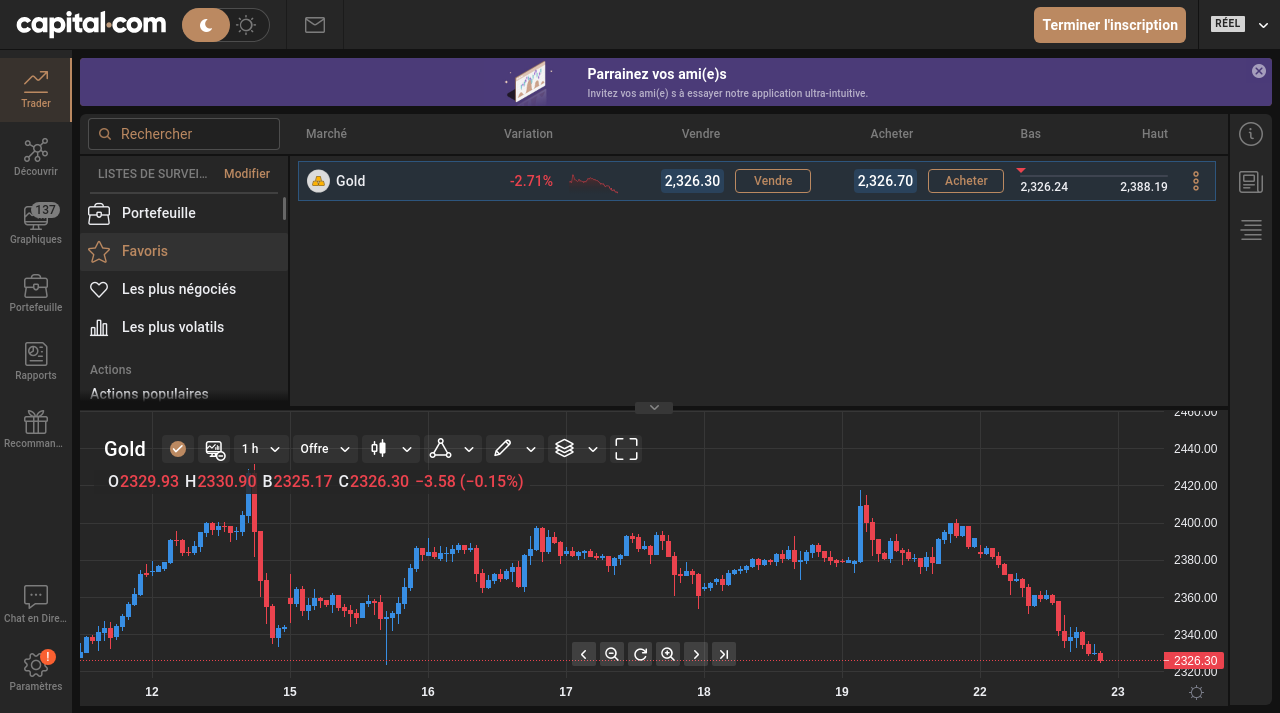 capital.com
Terminer l'inscription
RÉEL
Parrainez vos ami(e)s
Invitez vos ami(e) s à essayer notre application ultra-intuitive.
Trader
Découvrir
137
Graphiques
Portefeuille
Rapports
Recomman...
Chat en Dire...
!
Paramètres
Rechercher
LISTES DE SURVEI...
Modifier
Portefeuille
Favoris
Les plus négociés
Les plus volatils
Actions
Actions populaires
Marché Variation Vendre Acheter Bas Haut
Gold -2.71% 2,326.30 Vendre 2,326.70 Acheter 2,326.24 2,388.19
Gold 1 h Offre
O2329.93 H2330.90 B2325.17 C2326.30 −3.58 (−0.15%)
2460.00
2440.00
2420.00
2400.00
2380.00
2360.00
2340.00
2326.30
2320.00
12 15 16 17 18 19 22 23